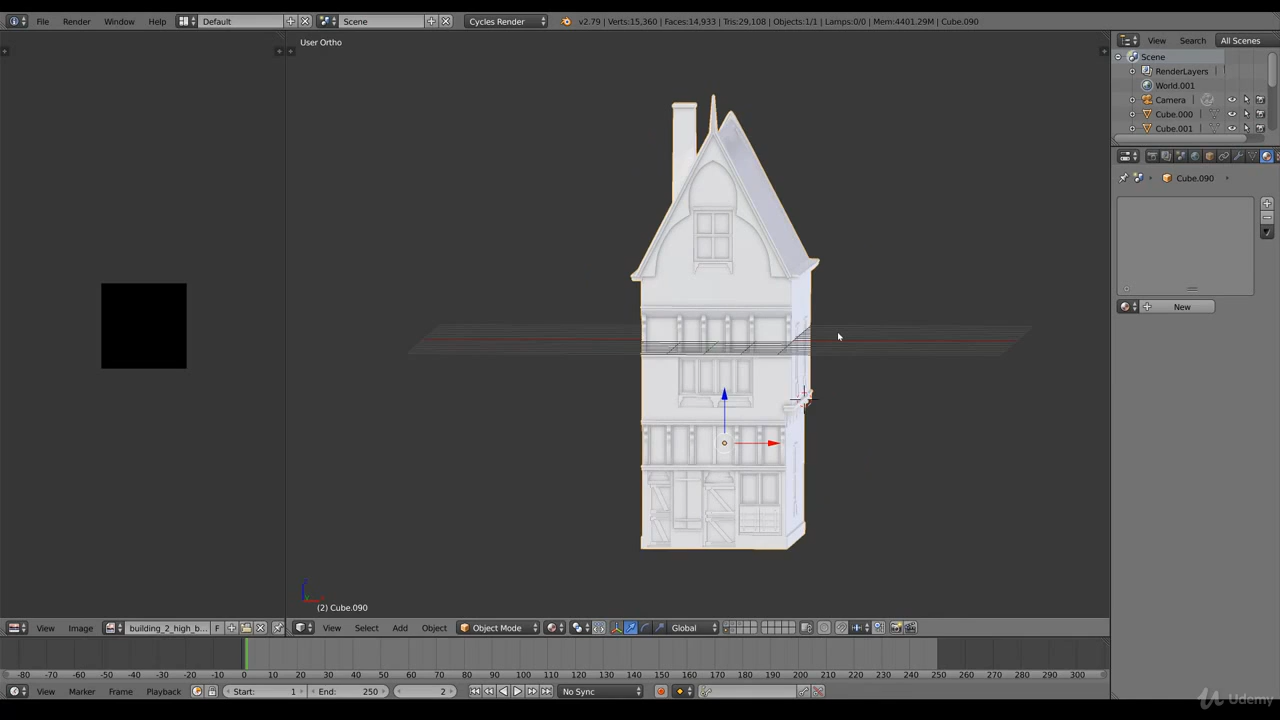 File Render Window Help Default Scene Cycles Render v2.79 | Verts:15,360 | Faces:14,933 | Tris:29,108 | Objects:1/1 | Lamps:0/0 | Mem:4401.29M | Cube.090
User Ortho
View Search All Scenes
Scene
RenderLayers
World.001
Camera
Cube.000
Cube.001
Cube.090
New
(2) Cube.090
View Image building_2_high_b... F View Select Add Object Object Mode Global
-80 -70 -60 -50 -40 -30 -20 -10 0 10 20 30 40 50 60 70 80 90 100 110 120 130 140 150 160 170 180 190 200 210 220 230 240 250 260 270 280 290 300
View Marker Frame Playback Start: 1 End: 250 2 No Sync
Udemy